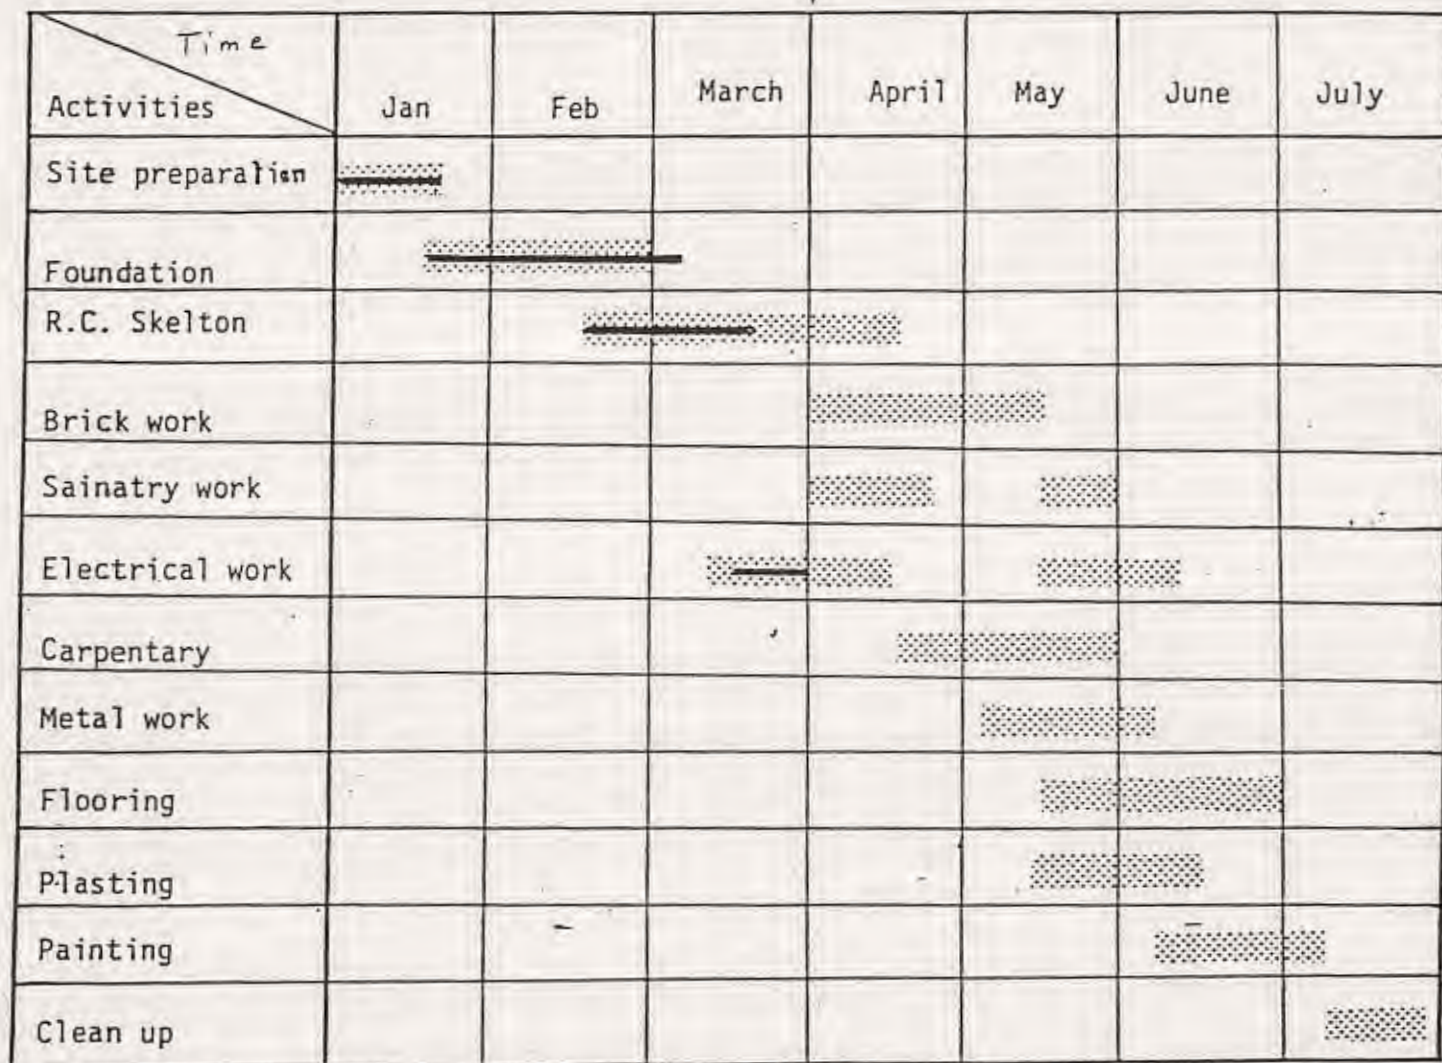 Time
Activities Jan Feb March April May June July
Site preparation
Foundation
R.C. Skelton
Brick work
Sainatry work
Electrical work
Carpentary
Metal work
Flooring
Plasting
Painting
Clean up